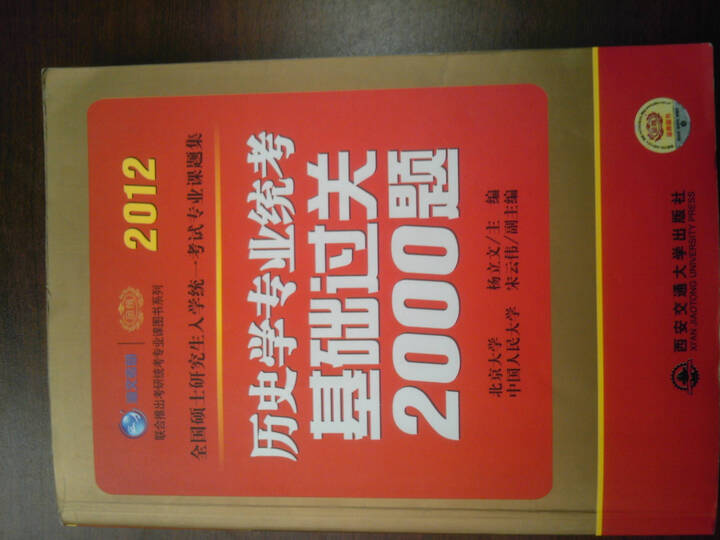 2012
联合推出考研统考专业课图书系列
全国硕士研究生入学统一考试专业课题集
历史学专业统考
基础过关
2000题
北京大学 杨立文/主 编
中国人民大学 宋云伟/副主编
西安交通大学出版社
XI'AN JIAOTONG UNIVERSITY PRESS